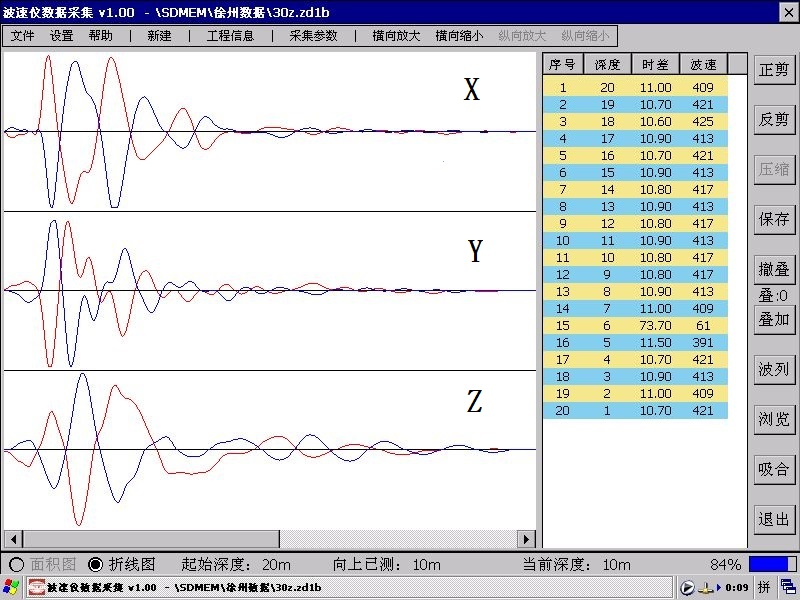 波速仪数据采集 v1.00 - \SDMEM\徐州数据\30z.zd1b
文件 设置 帮助 | 新建 | 工程信息 | 采集参数 | 横向放大 横向缩小 纵向放大 纵向缩小
X
Y
Z
序号 深度 时差 波速
1 20 11.00 409
2 19 10.70 421
3 18 10.60 425
4 17 10.90 413
5 16 10.70 421
6 15 10.90 413
7 14 10.80 417
8 13 10.90 413
9 12 10.80 417
10 11 10.90 413
11 10 10.80 417
12 9 10.80 417
13 8 10.90 413
14 7 11.00 409
15 6 73.70 61
16 5 11.50 391
17 4 10.70 421
18 3 10.90 413
19 2 11.00 409
20 1 10.70 421
正剪
反剪
压缩
保存
撤叠
叠:0
叠加
波列
浏览
吸合
退出
面积图 折线图 起始深度: 20m 向上已测: 10m 当前深度: 10m 84%
波速仪数据采集 v1.00 - \SDMEM\徐州数据\30z.zd1b 0:09 拼